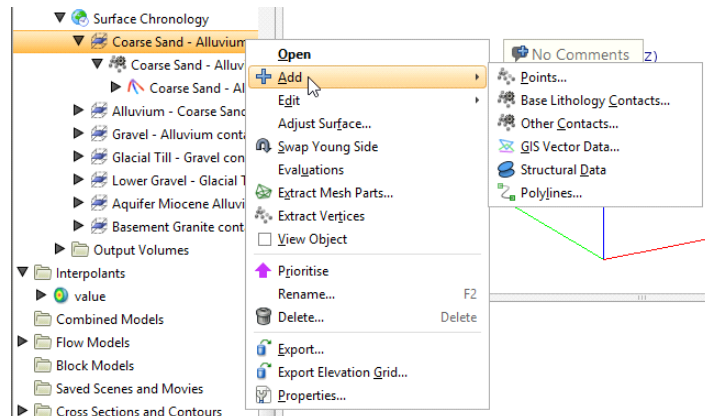 Surface Chronology
Coarse Sand - Alluvium
Coarse Sand - Alluv
Coarse Sand - Al
Alluvium - Coarse Sand
Gravel - Alluvium conta
Glacial Till - Gravel con
Lower Gravel - Glacial T
Aquifer Miocene Alluvi
Basement Granite cont
Output Volumes
Interpolants
value
Combined Models
Flow Models
Block Models
Saved Scenes and Movies
Cross Sections and Contours
Open
Add
Edit
Adjust Surface...
Swap Young Side
Evaluations
Extract Mesh Parts...
Extract Vertices
View Object
Prioritise
Rename... F2
Delete... Delete
Export...
Export Elevation Grid...
Properties...
No Comments Z)
Points...
Base Lithology Contacts...
Other Contacts...
GIS Vector Data...
Structural Data
Polylines...